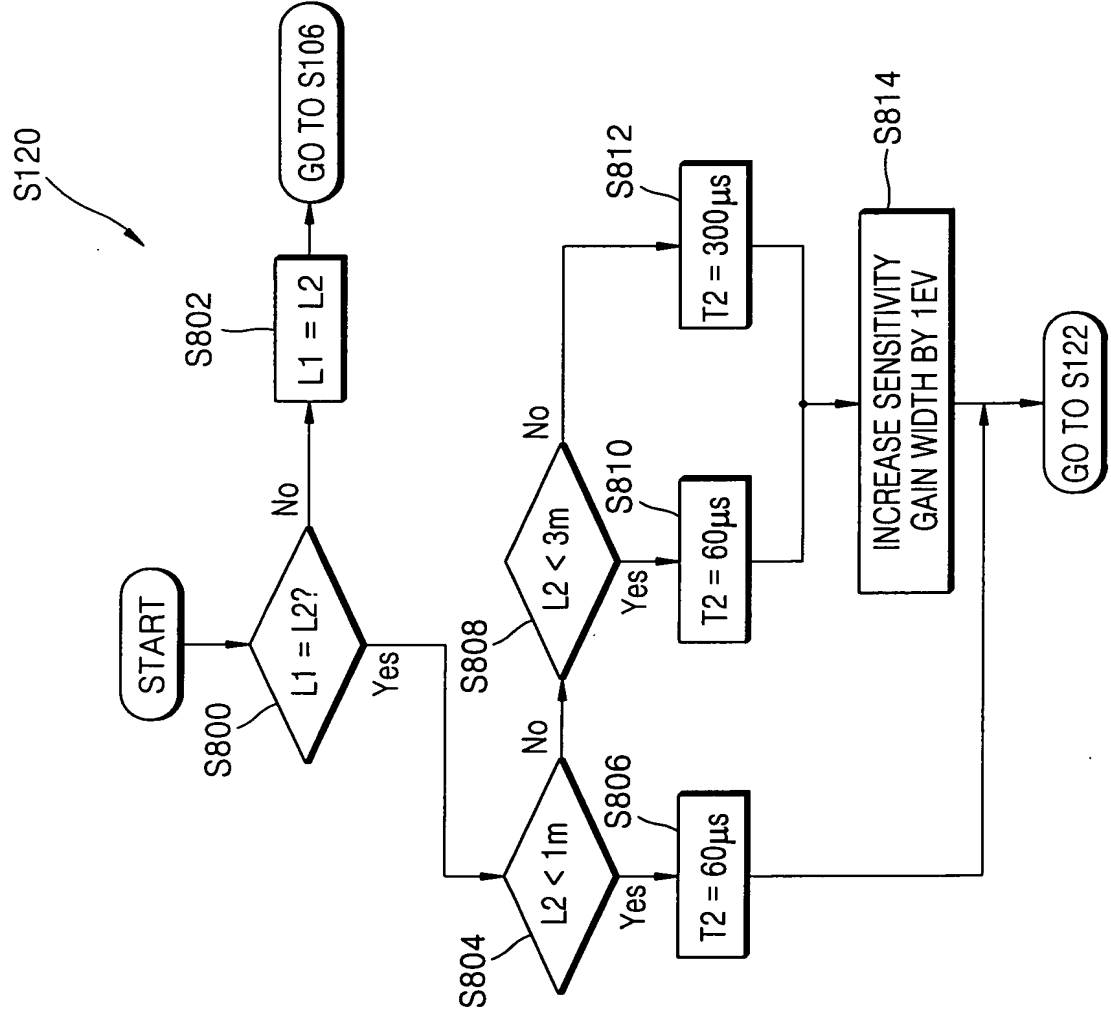 S120
START
S800
L1 = L2?
No
S802
L1 = L2
GO TO S106
Yes
S804
L2 < 1m
No
S808
L2 < 3m
No
Yes
S806
T2 = 60μs
Yes
S810
T2 = 60μs
S812
T2 = 300μs
S814
INCREASE SENSITIVITY
GAIN WIDTH BY 1EV
GO TO S122